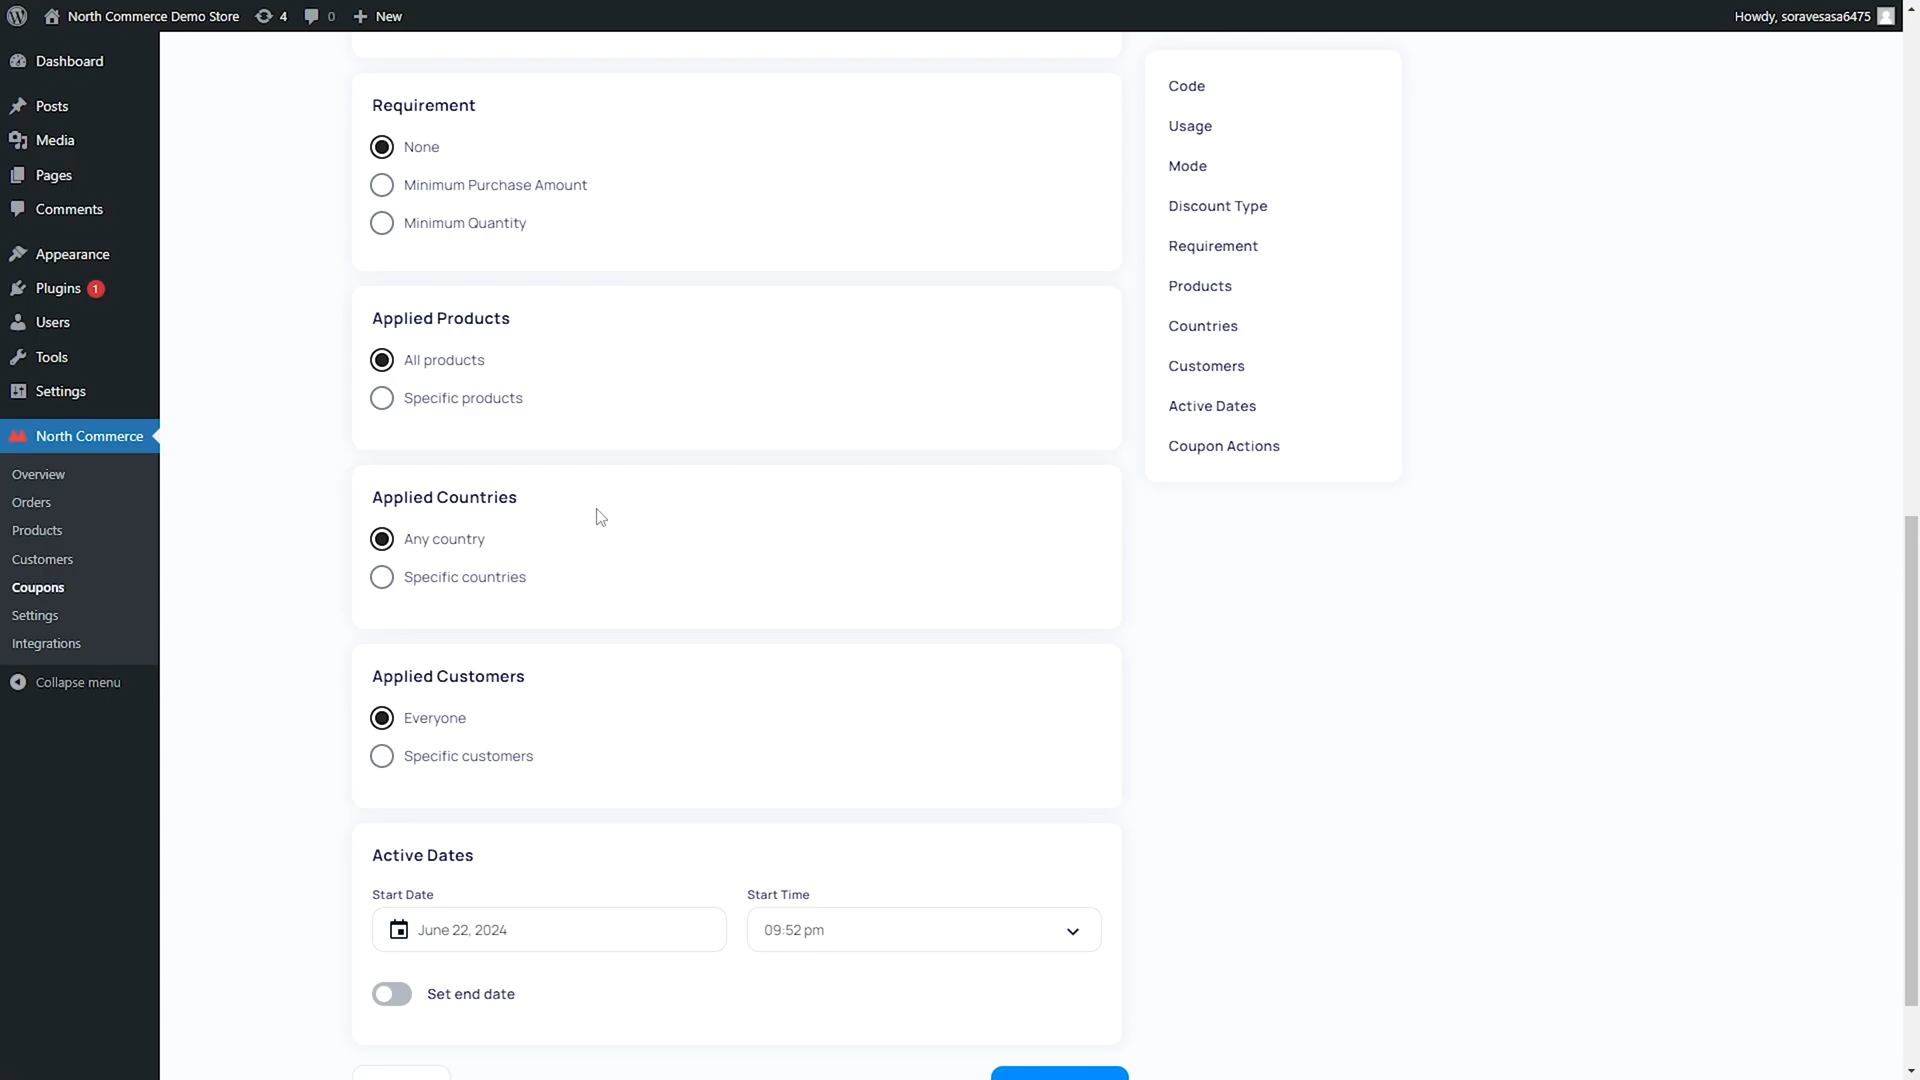 North Commerce Demo Store
4
0
New
Howdy, soravesasa6475
Dashboard
Posts
Media
Pages
Comments
Appearance
Plugins 1
Users
Tools
Settings
North Commerce
Overview
Orders
Products
Customers
Coupons
Settings
Integrations
Collapse menu
Requirement
None
Minimum Purchase Amount
Minimum Quantity
Applied Products
All products
Specific products
Applied Countries
Any country
Specific countries
Applied Customers
Everyone
Specific customers
Active Dates
Start Date
June 22, 2024
Start Time
09:52 pm
Set end date
Code
Usage
Mode
Discount Type
Requirement
Products
Countries
Customers
Active Dates
Coupon Actions